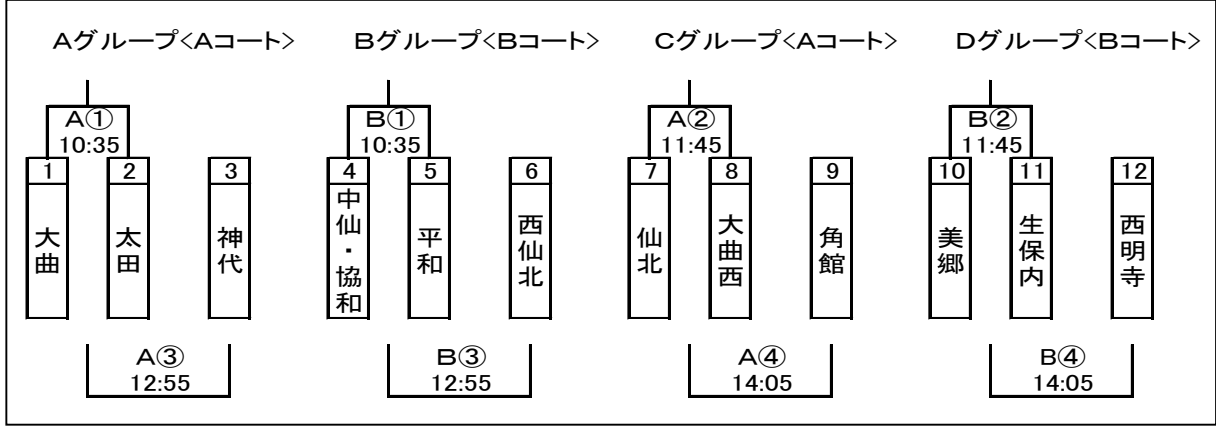 Aグループ<Aコート>
Bグループ<Bコート>
Cグループ<Aコート>
Dグループ<Bコート>
A①
10:35
B①
10:35
A②
11:45
B②
11:45
1
2
3
4
5
6
7
8
9
10
11
12
大曲
太田
神代
中仙・協和
平和
西仙北
仙北
大曲西
角館
美郷
生保内
西明寺
A③
12:55
B③
12:55
A④
14:05
B④
14:05